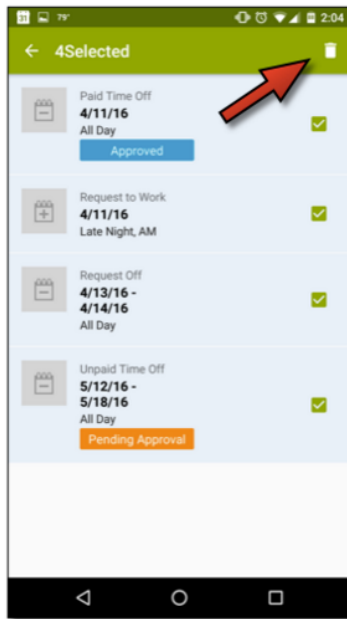 31 79° 2:04
4Selected
Paid Time Off
4/11/16
All Day
Approved
Request to Work
4/11/16
Late Night, AM
Request Off
4/13/16 -
4/14/16
All Day
Unpaid Time Off
5/12/16 -
5/18/16
All Day
Pending Approval